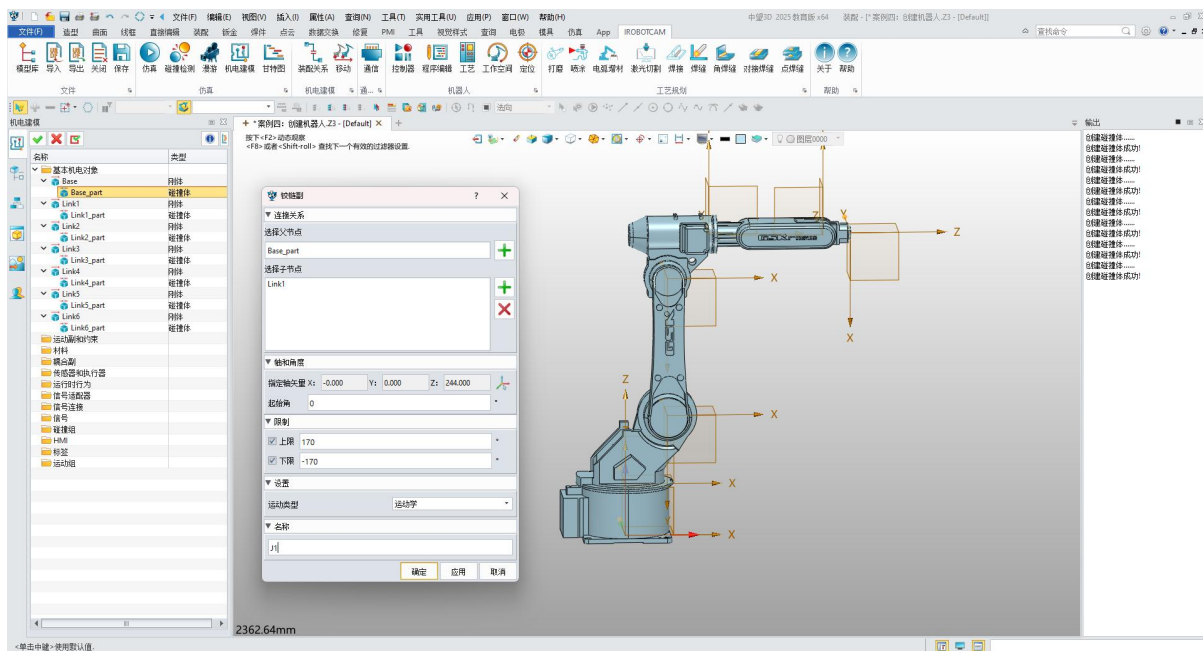 文件(F) 编辑(E) 视图(V) 插入(I) 属性(A) 查询(N) 工具(T) 实用工具(U) 应用(P) 窗口(W) 帮助(H) 中望3D 2025 教育版 x64 装配 - [* 案例四：创建机器人.Z3 - [Default]]
文件(F) 造型 曲面 线框 直接编辑 装配 钣金 焊件 点云 数据交换 修复 PMI 工具 视觉样式 查询 电极 模具 仿真 App IROBOTCAM 查找命令
模型库 导入 导出 关闭 保存 仿真 碰撞检测 漫游 机电建模 甘特图 装配关系 移动 通信 控制器 程序编辑 工艺 工作空间 定位 打磨 喷涂 电弧增材 激光切割 焊接 焊缝 角焊缝 对接焊缝 点焊缝 关于 帮助
文件 仿真 机电建模 通... 机器人 工艺规划 帮助
法向
机电建模 * 案例四：创建机器人.Z3 - [Default] 输出
按下<F2>动态观察
<F8>或者<Shift-roll> 查找下一个有效的过滤器设置.
图层0000
名称 类型
基本机电对象
Base 刚体
Base_part 碰撞体
Link1 刚体
Link1_part 碰撞体
Link2 刚体
Link2_part 碰撞体
Link3 刚体
Link3_part 碰撞体
Link4 刚体
Link4_part 碰撞体
Link5 刚体
Link5_part 碰撞体
Link6 刚体
Link6_part 碰撞体
运动副和约束
材料
耦合副
传感器和执行器
运行时行为
信号适配器
信号连接
信号
碰撞组
HMI
标签
运动组
铰链副 ? ×
连接关系
选择父节点
Base_part
选择子节点
Link1
轴和角度
指定轴矢量 X: -0.000 Y: 0.000 Z: 244.000
起始角 0 °
限制
上限 170 °
下限 -170 °
设置
运动类型 运动学
名称
J1
确定 应用 取消
Z Y
Z
X
X
Z
X
X
X
2362.64mm
创建碰撞体......
创建碰撞体成功!
创建碰撞体......
创建碰撞体成功!
创建碰撞体......
创建碰撞体成功!
创建碰撞体......
创建碰撞体成功!
创建碰撞体......
创建碰撞体成功!
创建碰撞体......
创建碰撞体成功!
创建碰撞体......
创建碰撞体成功!
<单击中键>使用默认值.